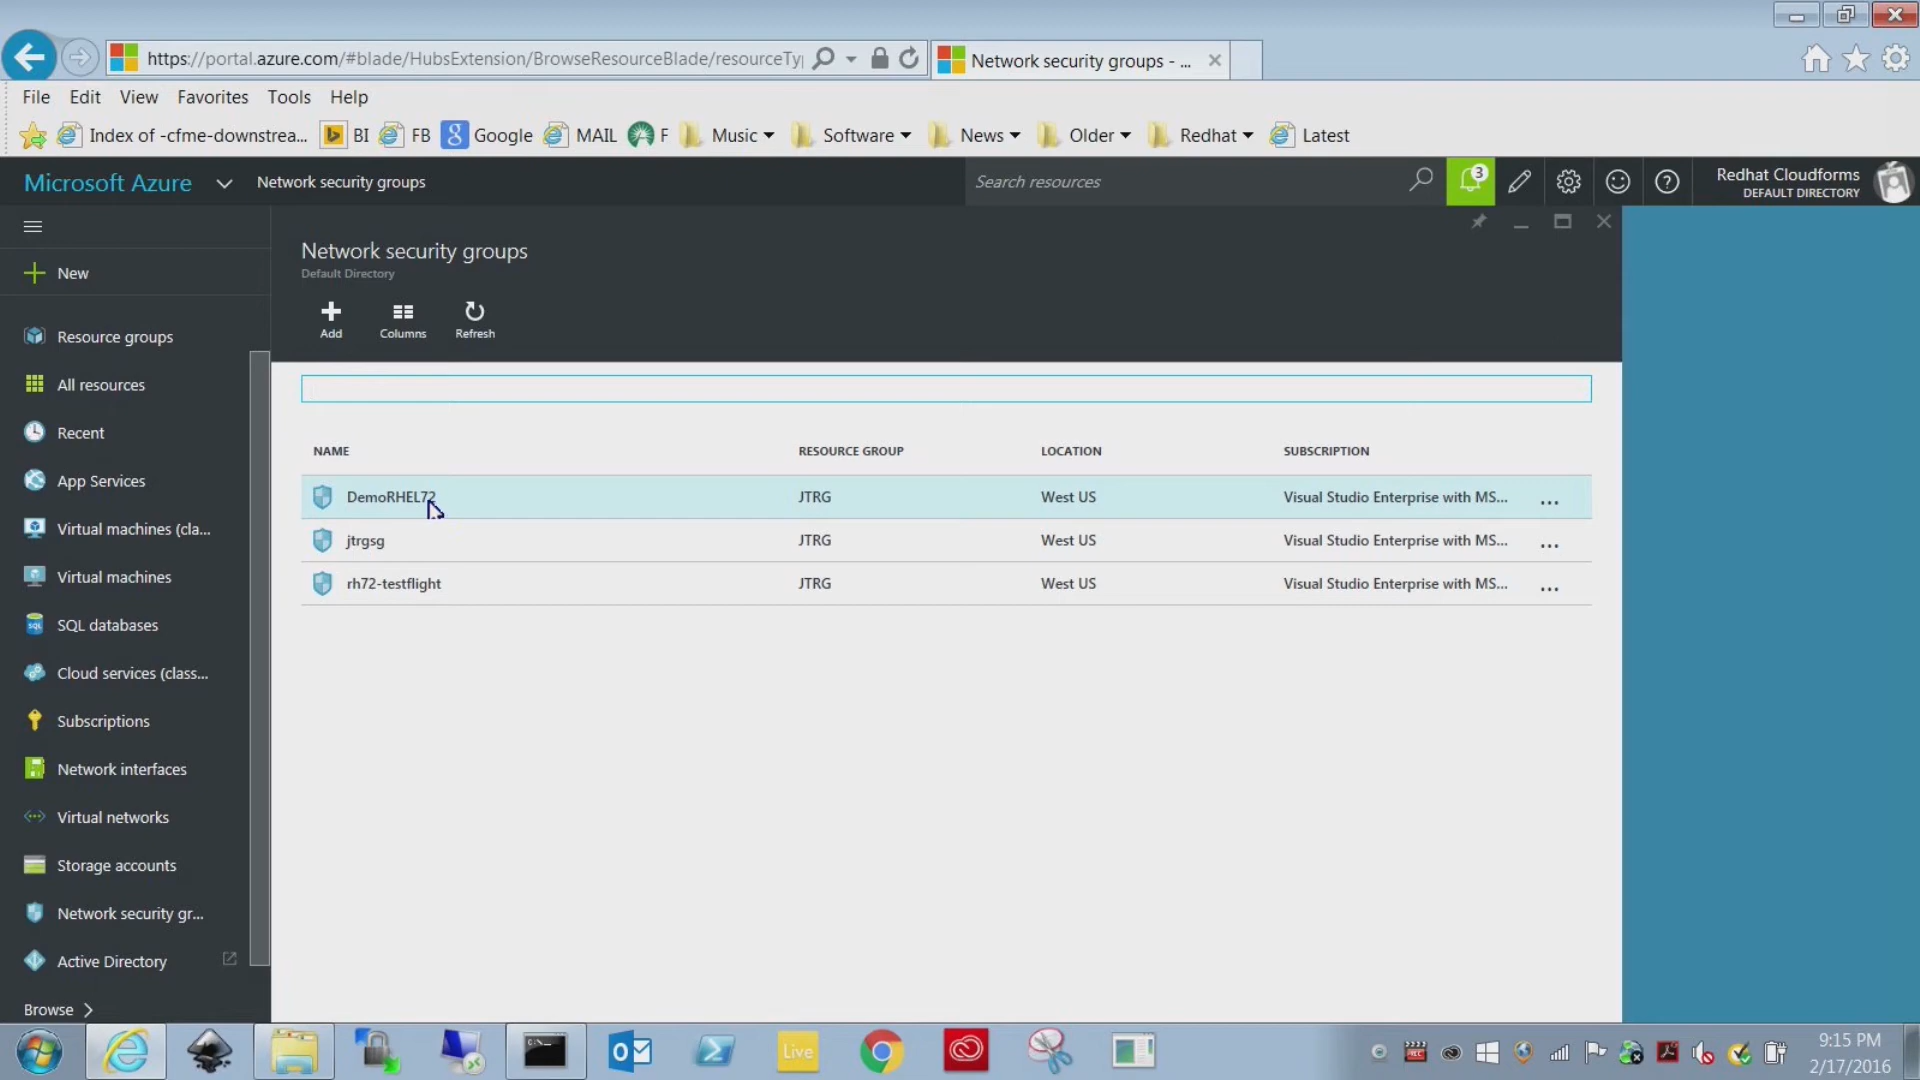 https://portal.azure.com/#blade/HubsExtension/BrowseResourceBlade/resourceTy
Network security groups - ...
File Edit View Favorites Tools Help
Index of -cfme-downstrea... BI FB Google MAIL F Music Software News Older Redhat Latest
Microsoft Azure Network security groups Search resources 3 Redhat Cloudforms
DEFAULT DIRECTORY
Network security groups
Default Directory
New
Add Columns Refresh
Resource groups
All resources
Recent
App Services
Virtual machines (cla...
Virtual machines
SQL databases
Cloud services (class...
Subscriptions
Network interfaces
Virtual networks
Storage accounts
Network security gr...
Active Directory
Browse
NAME RESOURCE GROUP LOCATION SUBSCRIPTION
DemoRHEL72 JTRG West US Visual Studio Enterprise with MS... ...
jtrgsg JTRG West US Visual Studio Enterprise with MS... ...
rh72-testflight JTRG West US Visual Studio Enterprise with MS... ...
Live
9:15 PM
2/17/2016